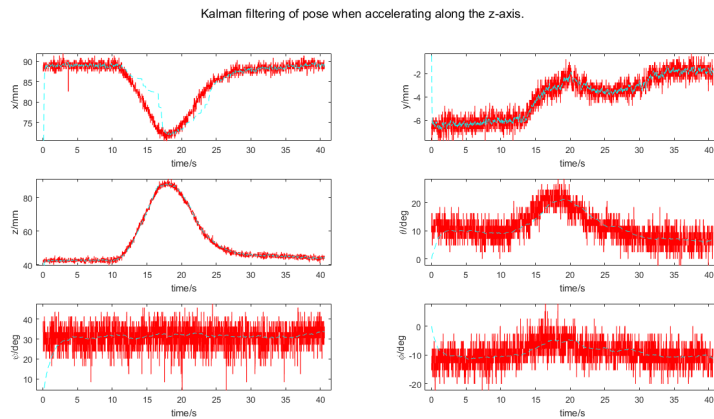 Kalman filtering of pose when accelerating along the z-axis.
x/mm
90
85
80
75
0 5 10 15 20 25 30 35 40
time/s
y/mm
-2
-4
-6
0 5 10 15 20 25 30 35 40
time/s
z/mm
80
60
40
0 5 10 15 20 25 30 35 40
time/s
θ/deg
20
10
0
0 5 10 15 20 25 30 35 40
time/s
ψ/deg
40
30
20
10
0 5 10 15 20 25 30 35 40
time/s
ϕ/deg
0
-10
-20
0 5 10 15 20 25 30 35 40
time/s